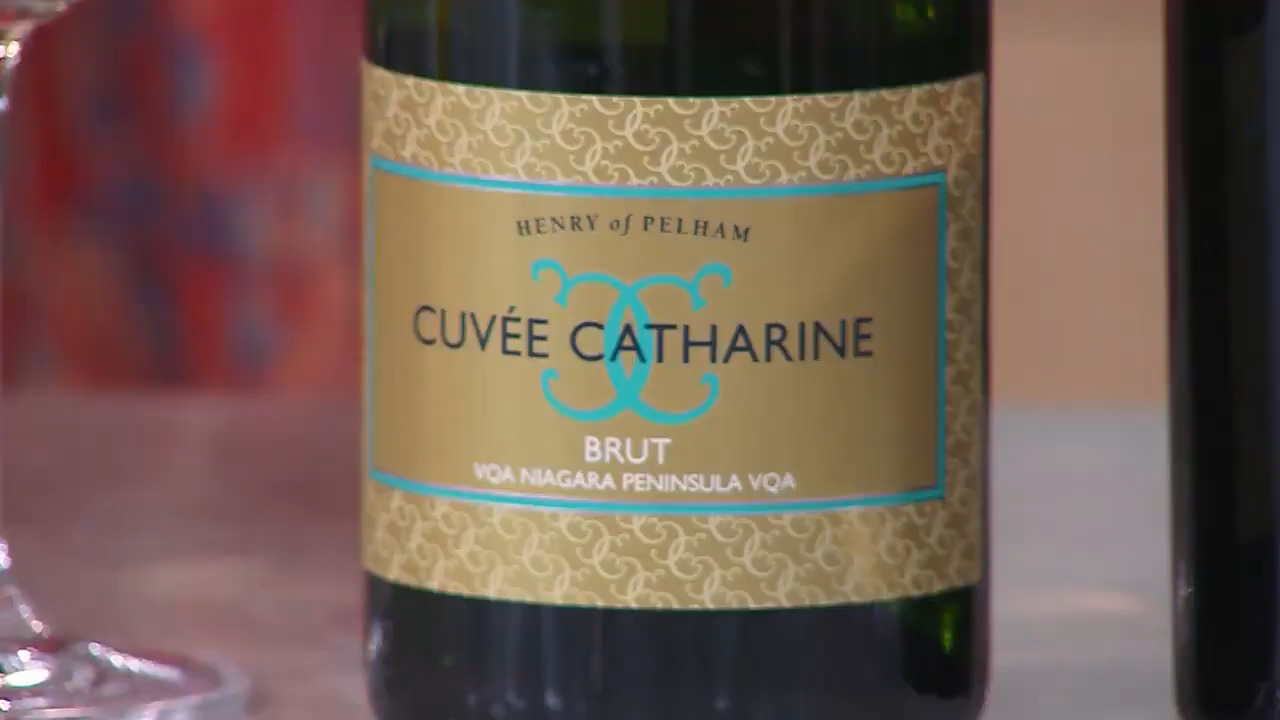 HENRY of PELHAM
CUVÉE CATHARINE
BRUT
VQA NIAGARA PENINSULA VQA